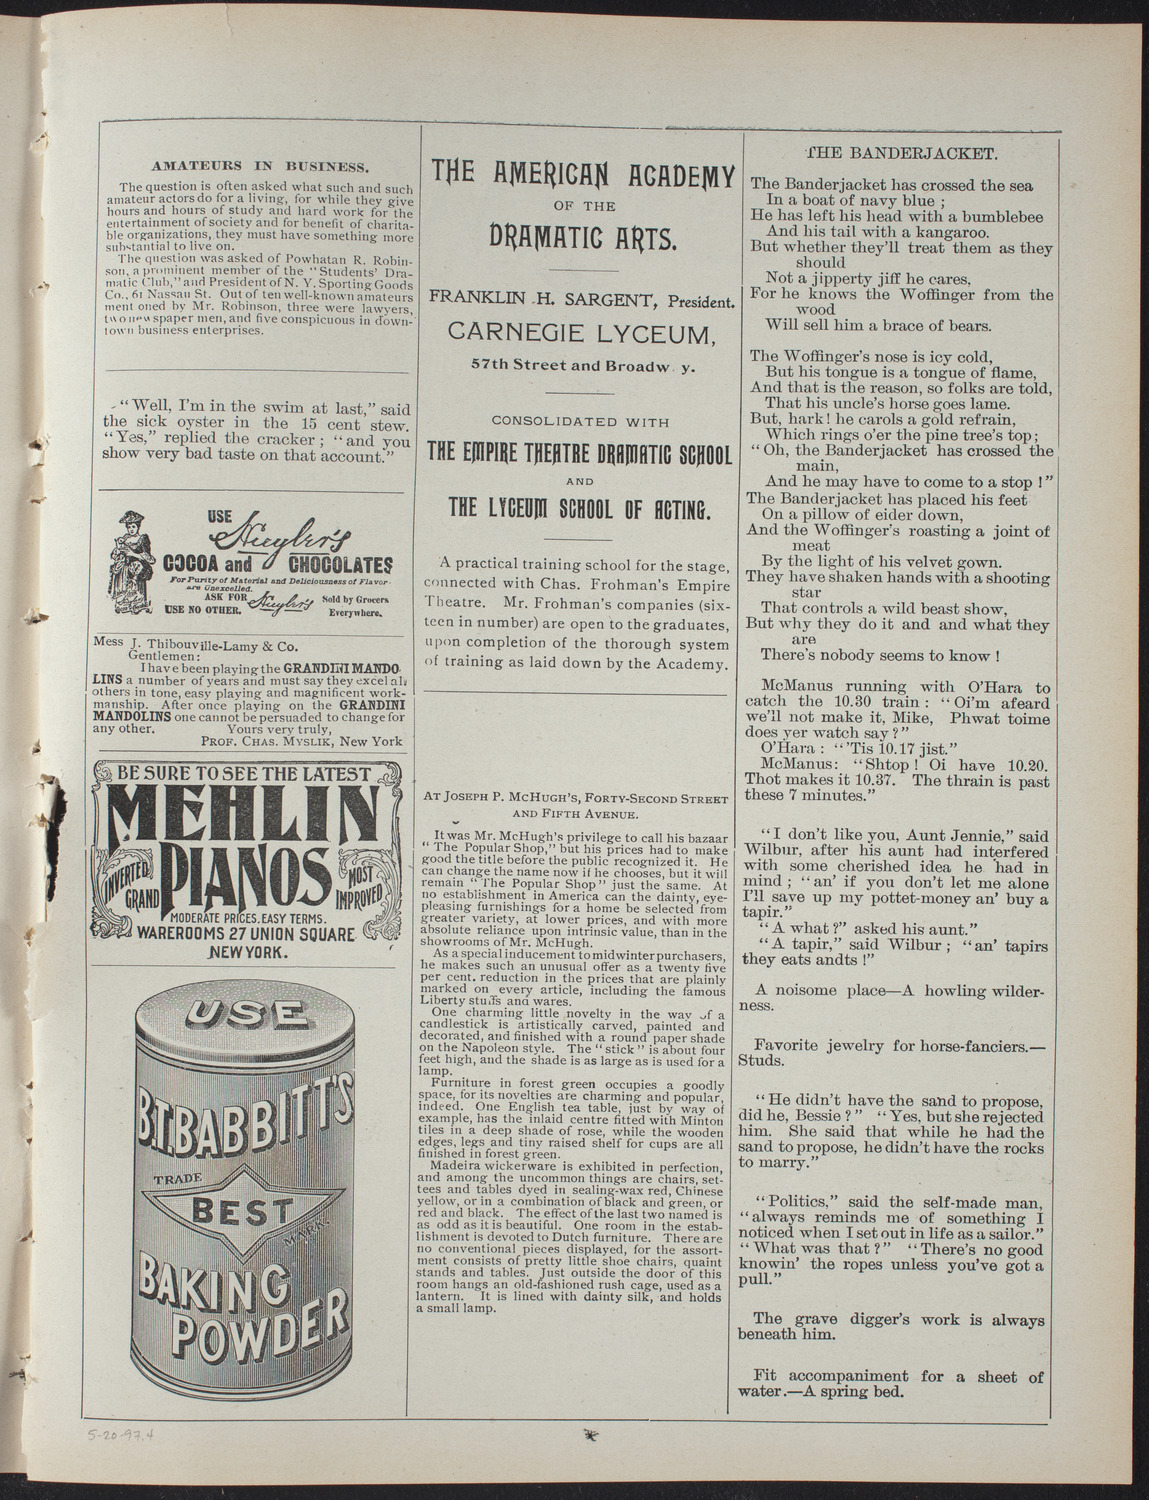 AMATEURS IN BUSINESS.
The question is often asked what such and such
amateur actors do for a living, for while they give
hours and hours of study and hard work for the
entertainment of society and for benefit of charita-
ble organizations, they must have something more
substantial to live on.
The question was asked of Powhatan R. Robin-
son, a prominent member of the "Students' Dra-
matic Club," and President of N. Y. Sporting Goods
Co., 61 Nassau St. Out of ten well-known amateurs
mentioned by Mr. Robinson, three were lawyers,
two newspaper men, and five conspicuous in down-
town business enterprises.
"Well, I'm in the swim at last," said
the sick oyster in the 15 cent stew.
"Yes," replied the cracker; "and you
show very bad taste on that account."
USE Huyler's
COCOA and CHOCOLATES
For Purity of Material and Deliciousness of Flavor
are Unexcelled.
ASK FOR Huyler's Sold by Grocers
USE NO OTHER. Everywhere.
Mess J. Thibouville-Lamy & Co.
Gentlemen:
I have been playing the GRANDINI MANDO-
LINS a number of years and must say they excel all
others in tone, easy playing and magnificent work-
manship. After once playing on the GRANDINI
MANDOLINS one cannot be persuaded to change for
any other. Yours very truly,
PROF. CHAS. MYSLIK, New York
BE SURE TO SEE THE LATEST
MEHLIN
INVERTED GRAND PIANOS MOST IMPROVED
MODERATE PRICES. EASY TERMS.
WAREROOMS 27 UNION SQUARE
NEW YORK.
USE
B.T. BABBITT'S
TRADE
BEST
MARK
BAKING
POWDER
5-20-97.4
THE AMERICAN ACADEMY
OF THE
DRAMATIC ARTS.
FRANKLIN H. SARGENT, President.
CARNEGIE LYCEUM,
57th Street and Broadw y.
CONSOLIDATED WITH
THE EMPIRE THEATRE DRAMATIC SCHOOL
AND
THE LYCEUM SCHOOL OF ACTING.
A practical training school for the stage,
connected with Chas. Frohman's Empire
Theatre. Mr. Frohman's companies (six-
teen in number) are open to the graduates,
upon completion of the thorough system
of training as laid down by the Academy.
AT JOSEPH P. MCHUGH'S, FORTY-SECOND STREET
AND FIFTH AVENUE.
It was Mr. McHugh's privilege to call his bazaar
"The Popular Shop," but his prices had to make
good the title before the public recognized it. He
can change the name now if he chooses, but it will
remain "The Popular Shop" just the same. At
no establishment in America can the dainty, eye-
pleasing furnishings for a home be selected from
greater variety, at lower prices, and with more
absolute reliance upon intrinsic value, than in the
showrooms of Mr. McHugh.
As a special inducement to midwinter purchasers,
he makes such an unusual offer as a twenty five
per cent. reduction in the prices that are plainly
marked on every article, including the famous
Liberty stuffs and wares.
One charming little novelty in the way of a
candlestick is artistically carved, painted and
decorated, and finished with a round paper shade
on the Napoleon style. The "stick" is about four
feet high, and the shade is as large as is used for a
lamp.
Furniture in forest green occupies a goodly
space, for its novelties are charming and popular,
indeed. One English tea table, just by way of
example, has the inlaid centre fitted with Minton
tiles in a deep shade of rose, while the wooden
edges, legs and tiny raised shelf for cups are all
finished in forest green.
Madeira wickerware is exhibited in perfection,
and among the uncommon things are chairs, set-
tees and tables dyed in sealing-wax red, Chinese
yellow, or in a combination of black and green, or
red and black. The effect of the last two named is
as odd as it is beautiful. One room in the estab-
lishment is devoted to Dutch furniture. There are
no conventional pieces displayed, for the assort-
ment consists of pretty little shoe chairs, quaint
stands and tables. Just outside the door of this
room hangs an old-fashioned rush cage, used as a
lantern. It is lined with dainty silk, and holds
a small lamp.
THE BANDERJACKET.
The Banderjacket has crossed the sea
In a boat of navy blue;
He has left his head with a bumblebee
And his tail with a kangaroo.
But whether they'll treat them as they
should
Not a jipperty jiff he cares,
For he knows the Woffinger from the
wood
Will sell him a brace of bears.
The Woffinger's nose is icy cold,
But his tongue is a tongue of flame,
And that is the reason, so folks are told,
That his uncle's horse goes lame.
But, hark! he carols a gold refrain,
Which rings o'er the pine tree's top;
"Oh, the Banderjacket has crossed the
main,
And he may have to come to a stop!"
The Banderjacket has placed his feet
On a pillow of eider down,
And the Woffinger's roasting a joint of
meat
By the light of his velvet gown.
They have shaken hands with a shooting
star
That controls a wild beast show,
But why they do it and and what they
are
There's nobody seems to know!
McManus running with O'Hara to
catch the 10.30 train: "Oi'm afeard
we'll not make it, Mike, Phwat toime
does yer watch say?"
O'Hara: "'Tis 10.17 jist."
McManus: "Shtop! Oi have 10.20.
Thot makes it 10.37. The thrain is past
these 7 minutes."
"I don't like you, Aunt Jennie," said
Wilbur, after his aunt had interfered
with some cherished idea he had in
mind; "an' if you don't let me alone
I'll save up my pottet-money an' buy a
tapir."
"A what?" asked his aunt."
"A tapir," said Wilbur; "an' tapirs
they eats andts!"
A noisome place—A howling wilder-
ness.
Favorite jewelry for horse-fanciers.—
Studs.
"He didn't have the sand to propose,
did he, Bessie?" "Yes, but she rejected
him. She said that while he had the
sand to propose, he didn't have the rocks
to marry."
"Politics," said the self-made man,
"always reminds me of something I
noticed when I set out in life as a sailor."
"What was that?" "There's no good
knowin' the ropes unless you've got a
pull."
The grave digger's work is always
beneath him.
Fit accompaniment for a sheet of
water.—A spring bed.